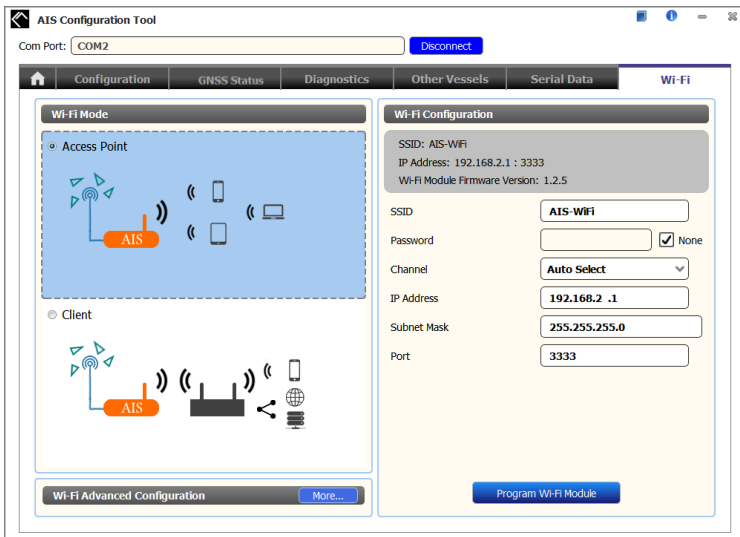 AIS Configuration Tool
Com Port: COM2 Disconnect
Configuration GNSS Status Diagnostics Other Vessels Serial Data Wi-Fi
Wi-Fi Mode
Access Point
AIS
Client
AIS
Wi-Fi Advanced Configuration More...
Wi-Fi Configuration
SSID: AIS-WiFi
IP Address: 192.168.2.1 : 3333
Wi-Fi Module Firmware Version: 1.2.5
SSID AIS-WiFi
Password None
Channel Auto Select
IP Address 192.168.2 .1
Subnet Mask 255.255.255.0
Port 3333
Program Wi-Fi Module